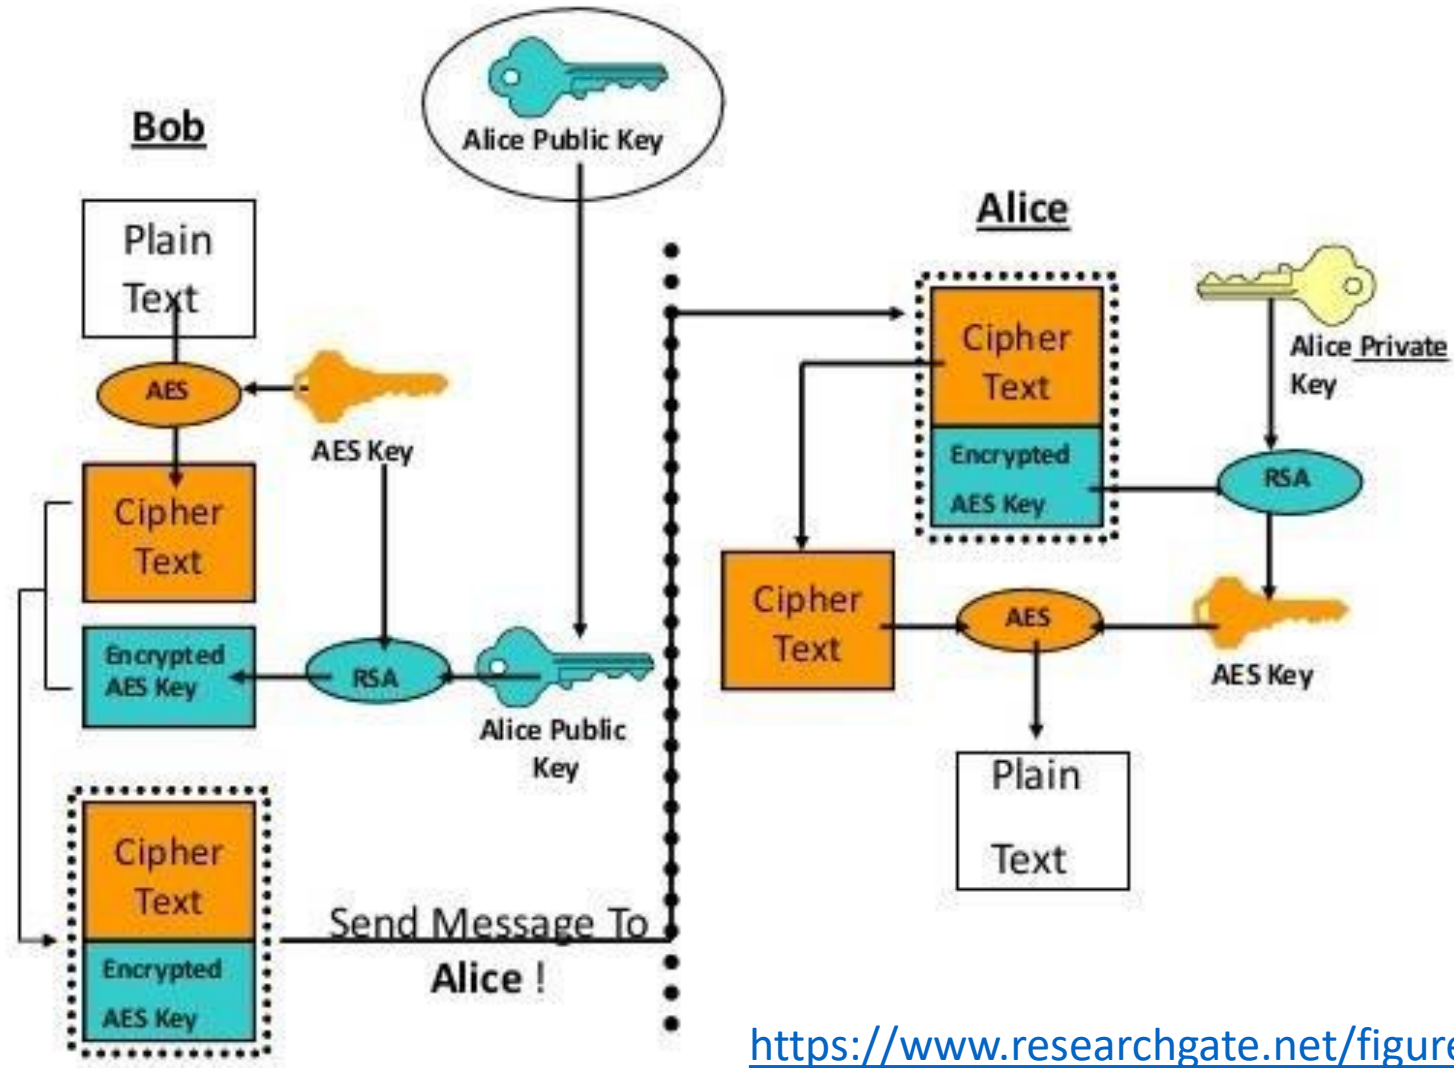 Alice Public Key
Bob
Plain
Text
AES
AES Key
Cipher
Text
Encrypted
AES Key
RSA
Alice Public
Key
Cipher
Text
Encrypted
AES Key
Send Message To
Alice !
Alice
Cipher
Text
Encrypted
AES Key
Alice Private
Key
RSA
Cipher
Text
AES
AES Key
Plain
Text
https://www.researchgate.net/figure